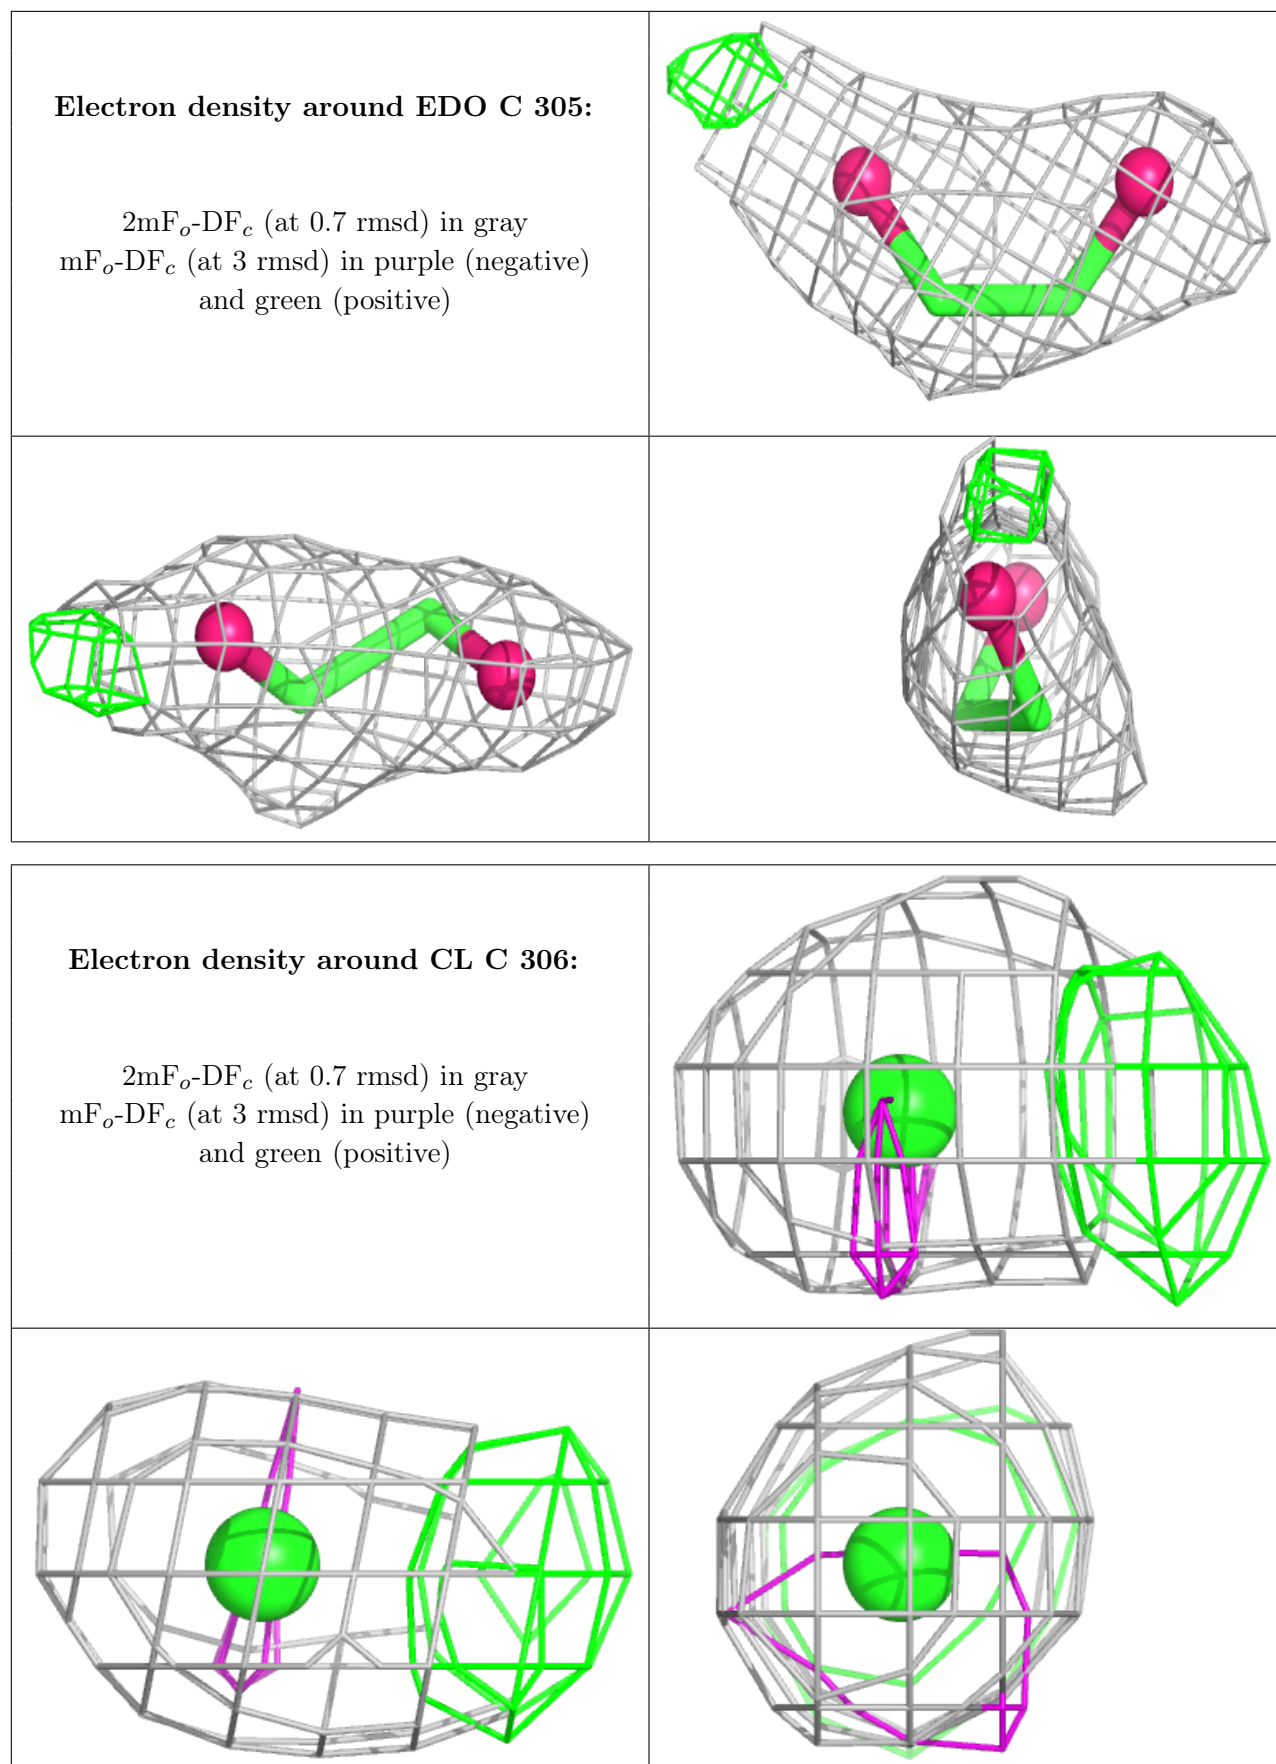 Electron density around EDO C 305:
2mFₒ-DF𝒸 (at 0.7 rmsd) in gray
mFₒ-DF𝒸 (at 3 rmsd) in purple (negative)
and green (positive)
Electron density around CL C 306:
2mFₒ-DF𝒸 (at 0.7 rmsd) in gray
mFₒ-DF𝒸 (at 3 rmsd) in purple (negative)
and green (positive)